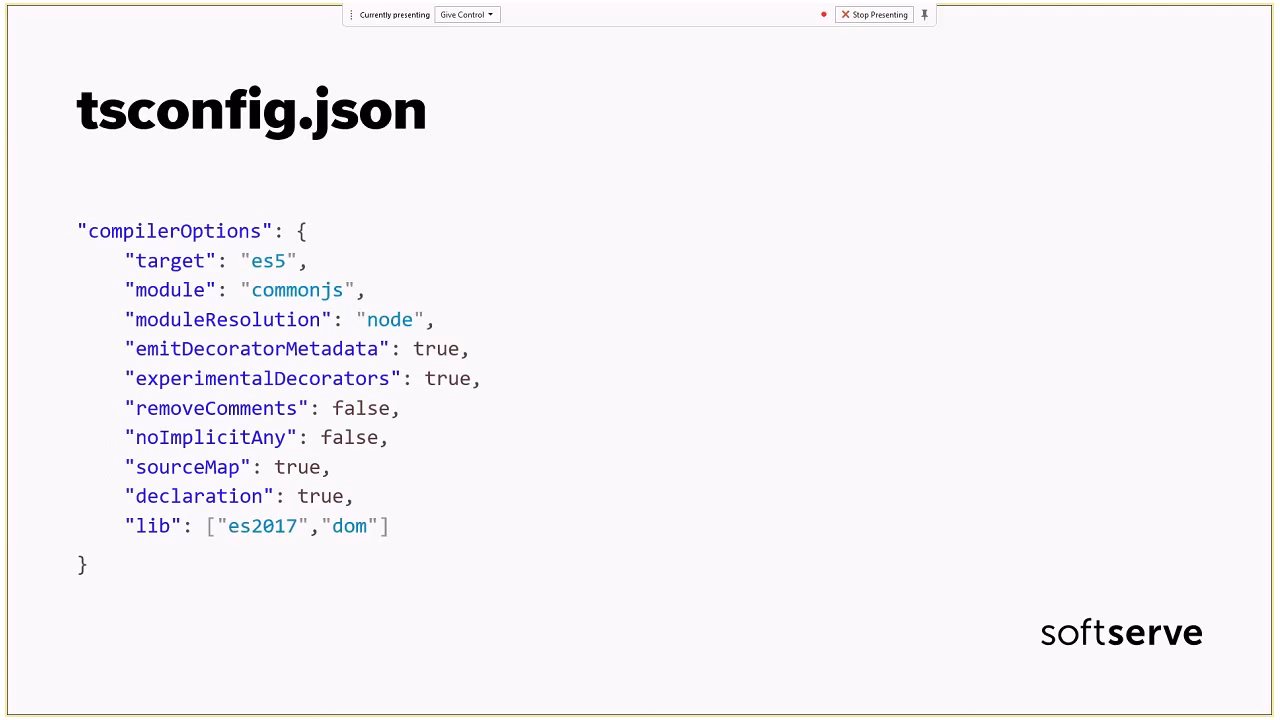 Currently presenting Give Control Stop Presenting
tsconfig.json
"compilerOptions": {
"target": "es5",
"module": "commonjs",
"moduleResolution": "node",
"emitDecoratorMetadata": true,
"experimentalDecorators": true,
"removeComments": false,
"noImplicitAny": false,
"sourceMap": true,
"declaration": true,
"lib": ["es2017","dom"]
}
softserve